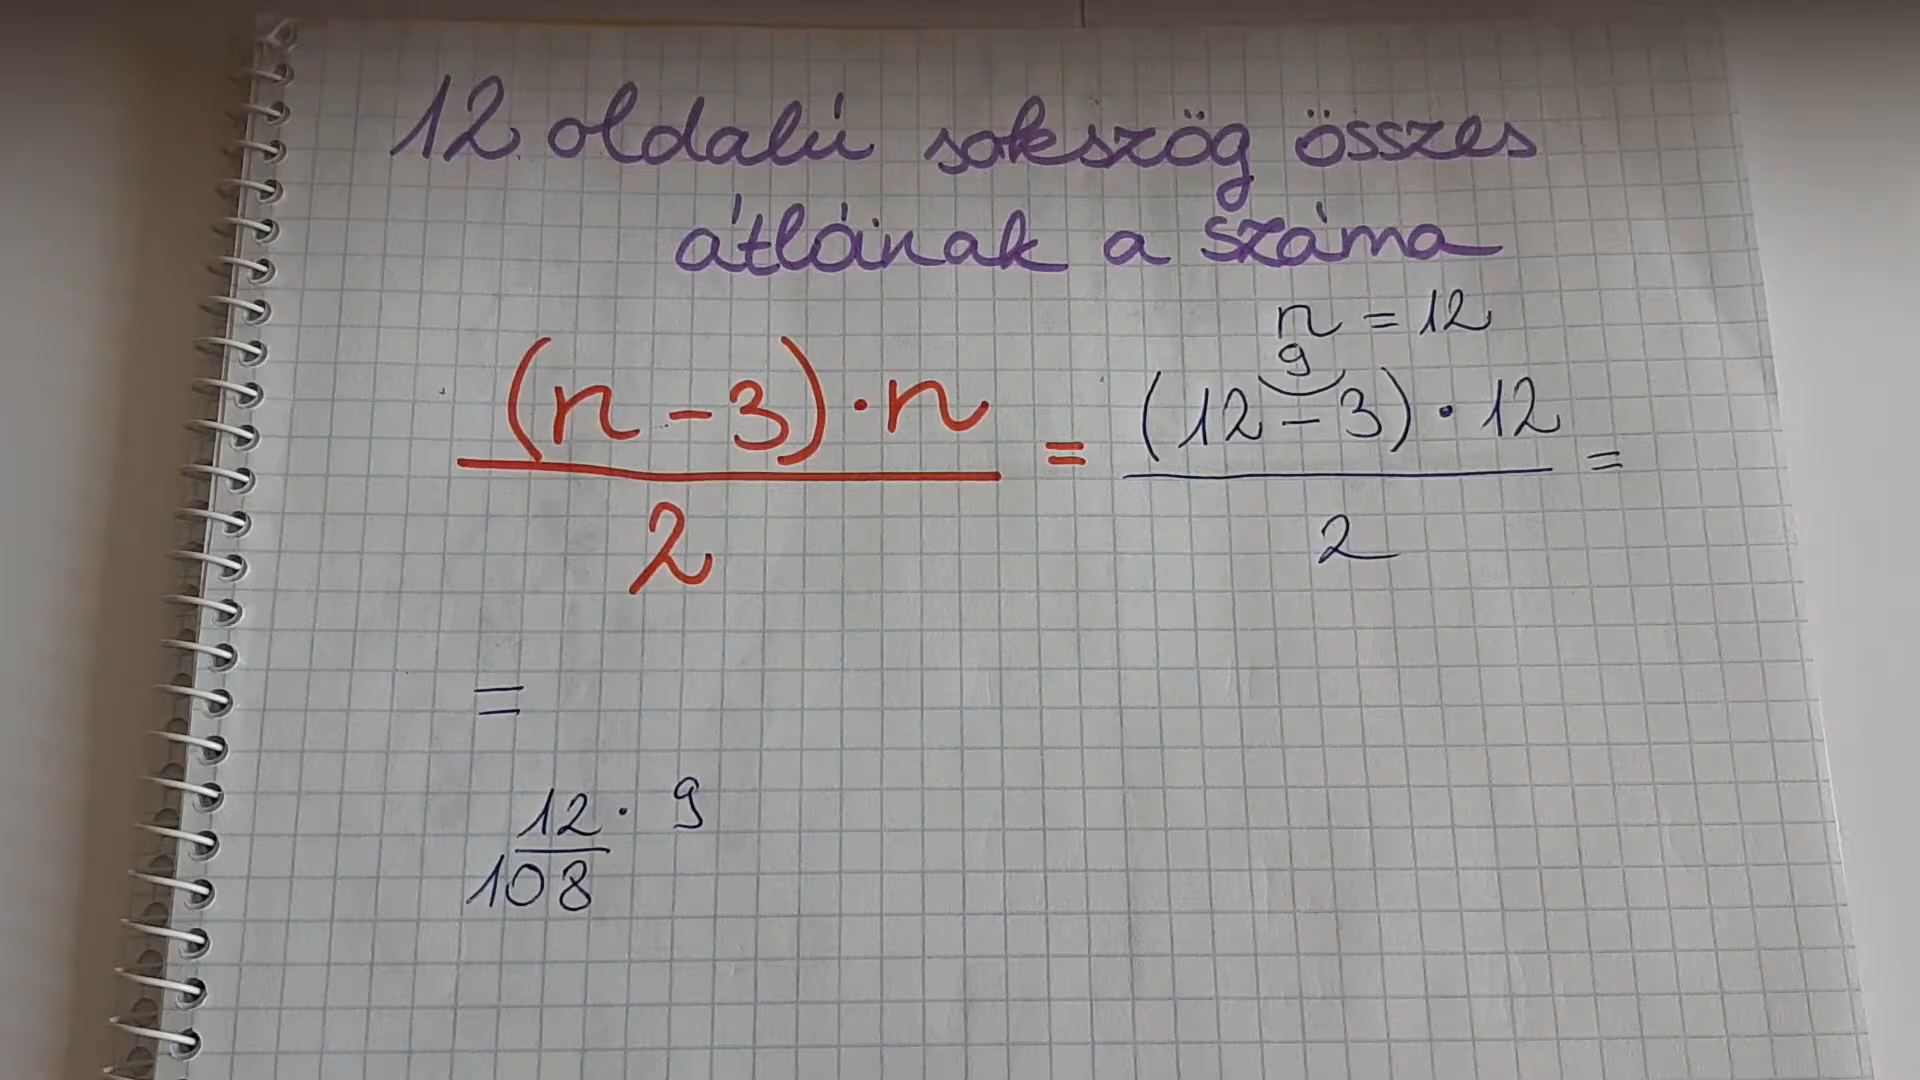 12 oldalú sokszög összes
átlóinak a száma
n = 12
9
(n - 3) · n / 2 = (12 - 3) · 12 / 2 =
=
12 · 9
108